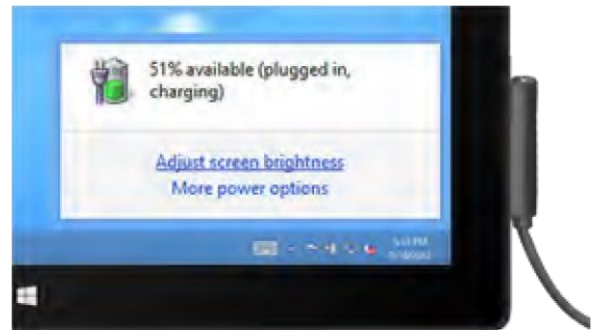 51% available (plugged in,
charging)
Adjust screen brightness
More power options